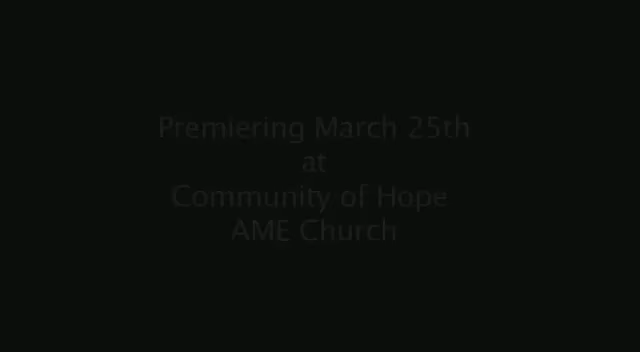 Premiering March 25th
at
Community of Hope
AME Church